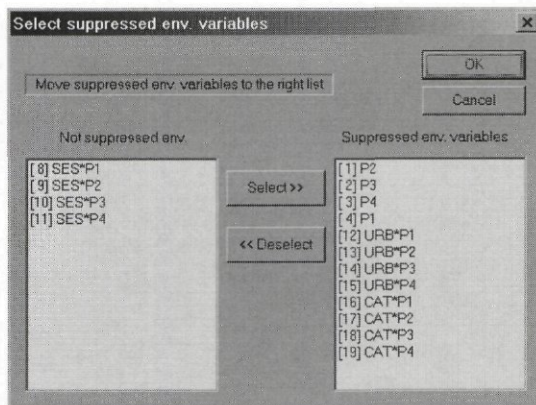 Select suppressed env. variables
OK
Move suppressed env. variables to the right list
Cancel
Not suppressed env.
Suppressed env. variables
[ 8] SES*P1
[ 9] SES*P2
[10] SES*P3
[11] SES*P4
Select >>
<< Deselect
[ 1] P2
[ 2] P3
[ 3] P4
[ 4] P1
[12] URB*P1
[13] URB*P2
[14] URB*P3
[15] URB*P4
[16] CAT*P1
[17] CAT*P2
[18] CAT*P3
[19] CAT*P4